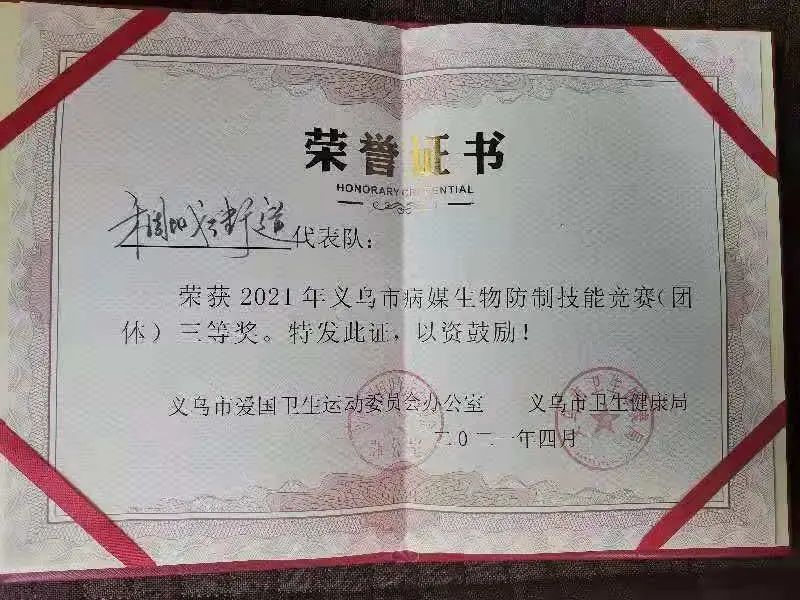 荣誉证书
HONORARY CREDENTIAL
稠城街道代表队：
荣获 2021 年义乌市病媒生物防制技能竞赛（团
体）三等奖。特发此证，以资鼓励！
义乌市爱国卫生运动委员会办公室 义乌市卫生健康局
二0二一年四月